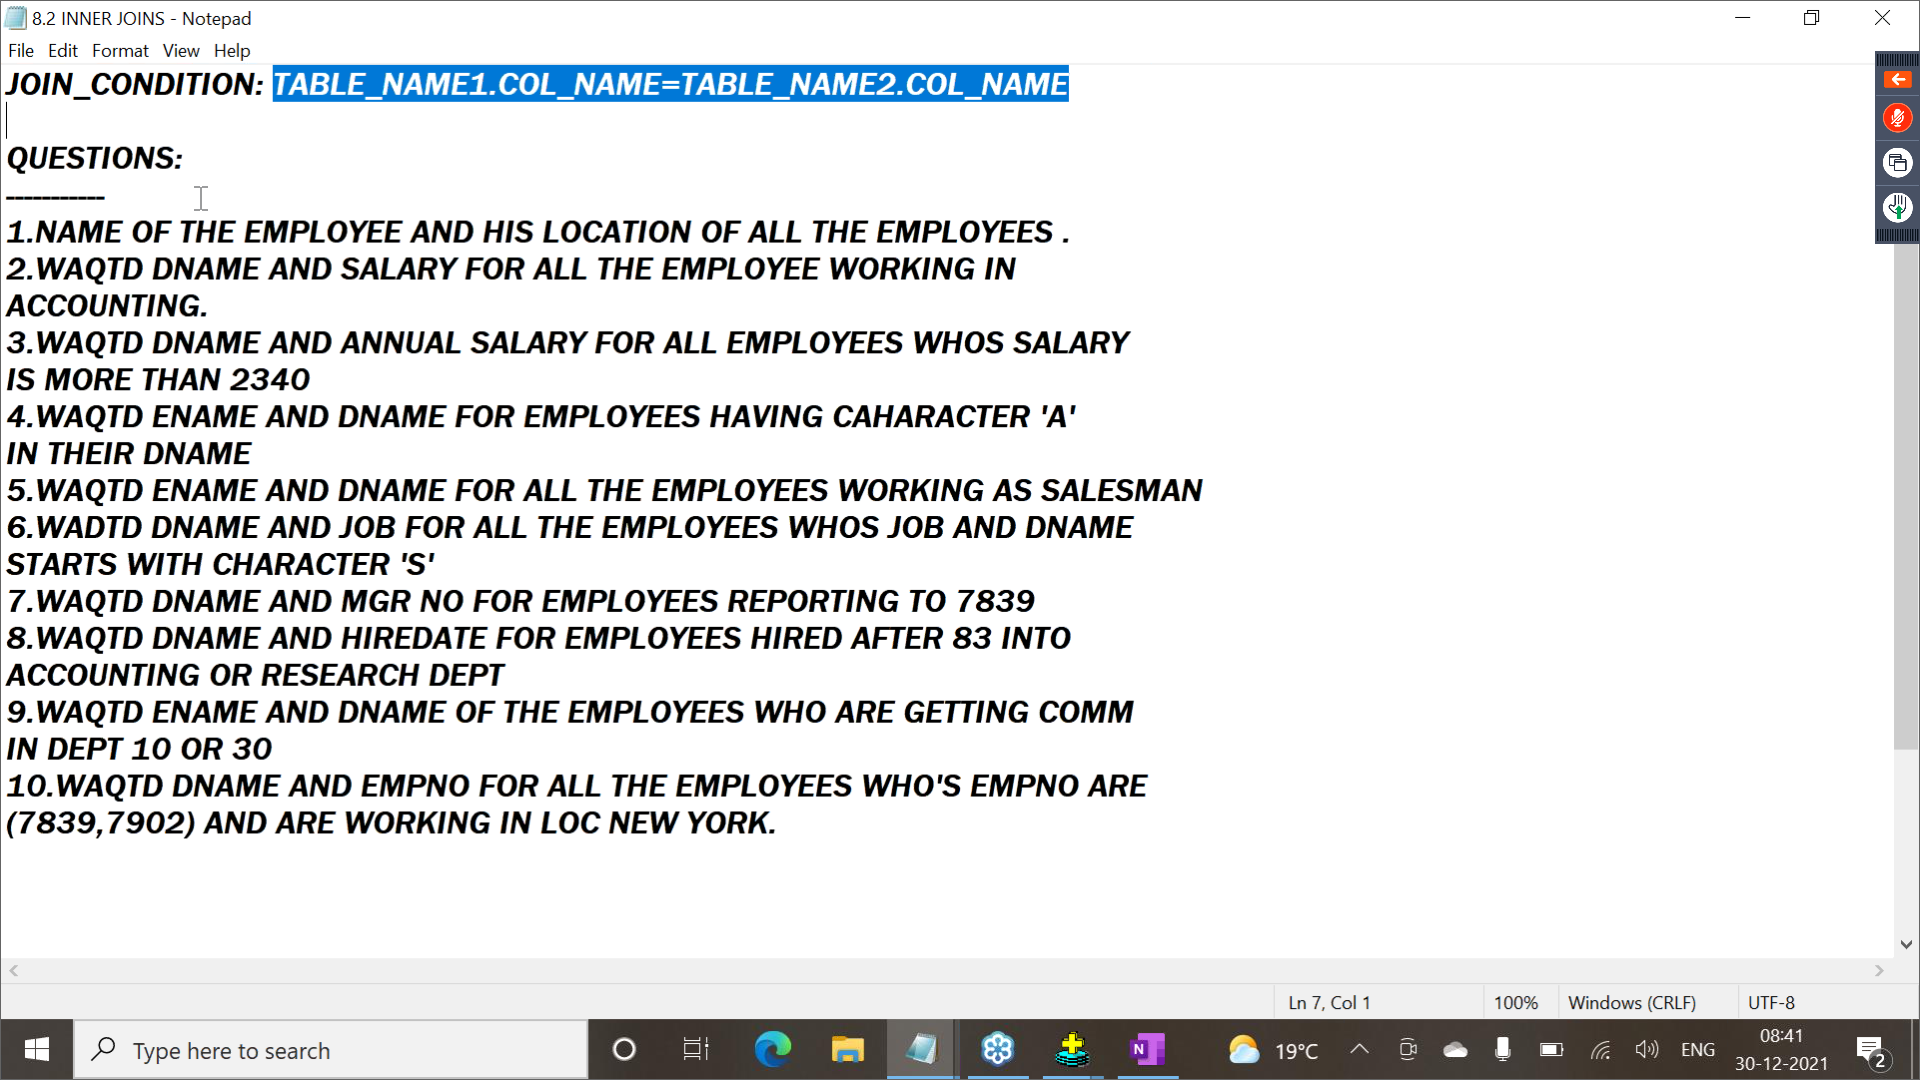 8.2 INNER JOINS - Notepad
File Edit Format View Help
JOIN_CONDITION: TABLE_NAME1.COL_NAME=TABLE_NAME2.COL_NAME
QUESTIONS:
-----------
1.NAME OF THE EMPLOYEE AND HIS LOCATION OF ALL THE EMPLOYEES .
2.WAQTD DNAME AND SALARY FOR ALL THE EMPLOYEE WORKING IN
ACCOUNTING.
3.WAQTD DNAME AND ANNUAL SALARY FOR ALL EMPLOYEES WHOS SALARY
IS MORE THAN 2340
4.WAQTD ENAME AND DNAME FOR EMPLOYEES HAVING CAHARACTER 'A'
IN THEIR DNAME
5.WAQTD ENAME AND DNAME FOR ALL THE EMPLOYEES WORKING AS SALESMAN
6.WADTD DNAME AND JOB FOR ALL THE EMPLOYEES WHOS JOB AND DNAME
STARTS WITH CHARACTER 'S'
7.WAQTD DNAME AND MGR NO FOR EMPLOYEES REPORTING TO 7839
8.WAQTD DNAME AND HIREDATE FOR EMPLOYEES HIRED AFTER 83 INTO
ACCOUNTING OR RESEARCH DEPT
9.WAQTD ENAME AND DNAME OF THE EMPLOYEES WHO ARE GETTING COMM
IN DEPT 10 OR 30
10.WAQTD DNAME AND EMPNO FOR ALL THE EMPLOYEES WHO'S EMPNO ARE
(7839,7902) AND ARE WORKING IN LOC NEW YORK.
Ln 7, Col 1 100% Windows (CRLF) UTF-8
Type here to search N 19°C ENG 08:41
30-12-2021 2